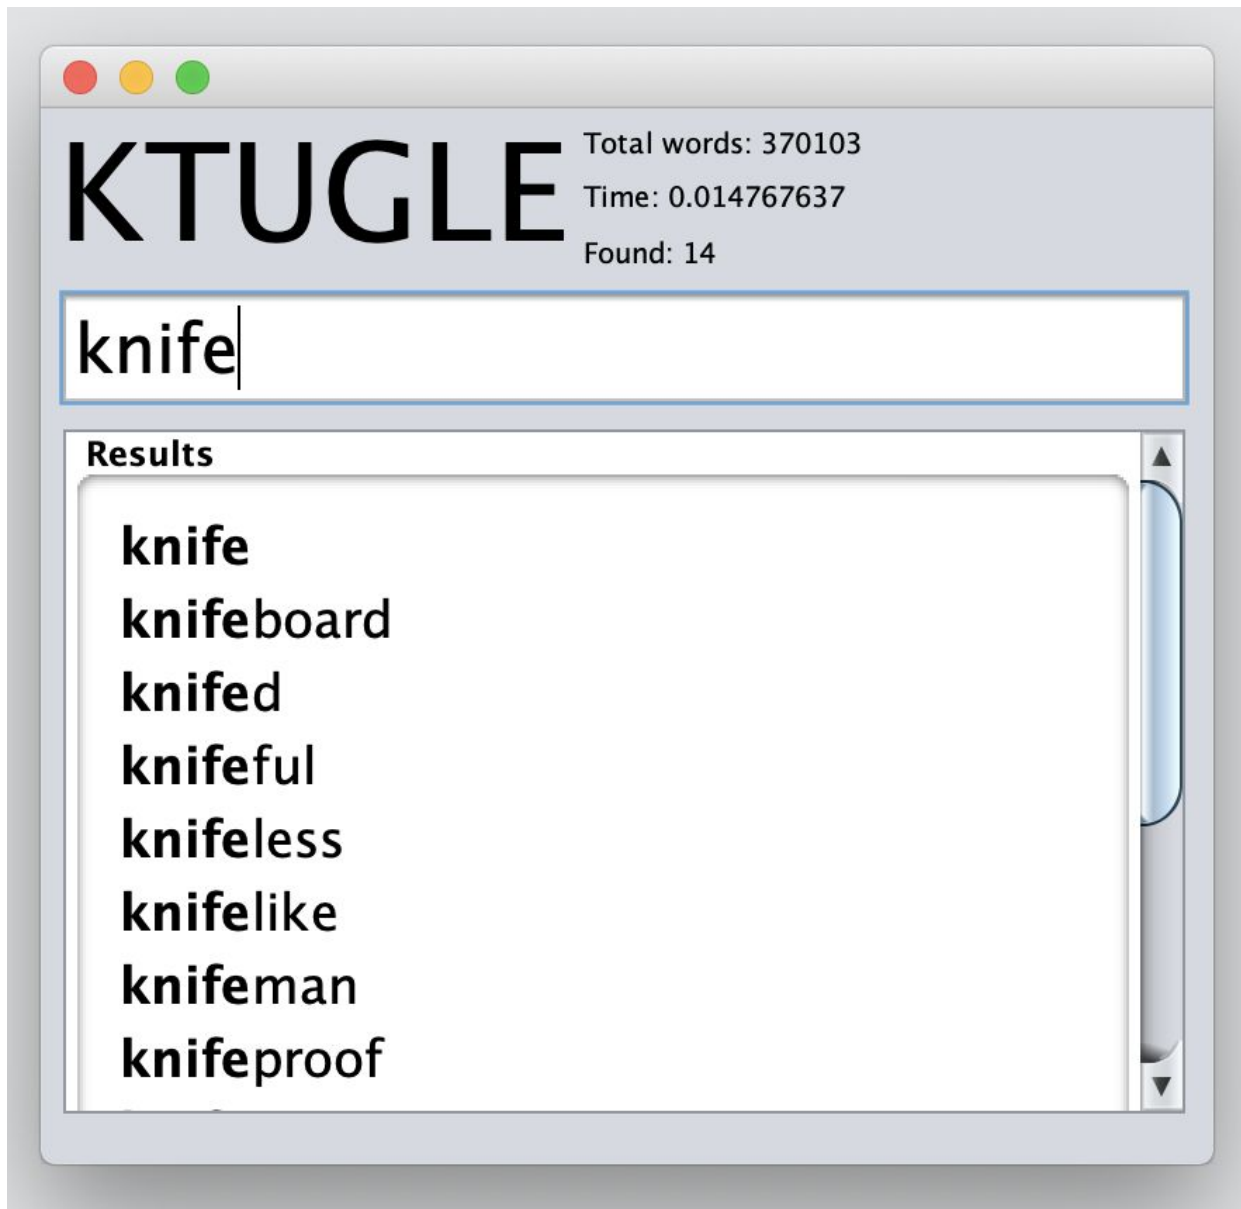 KTUGLE
Total words: 370103
Time: 0.014767637
Found: 14
knife
Results
knife
knifeboard
knifed
knifeful
knifeless
knifelike
knifeman
knifeproof